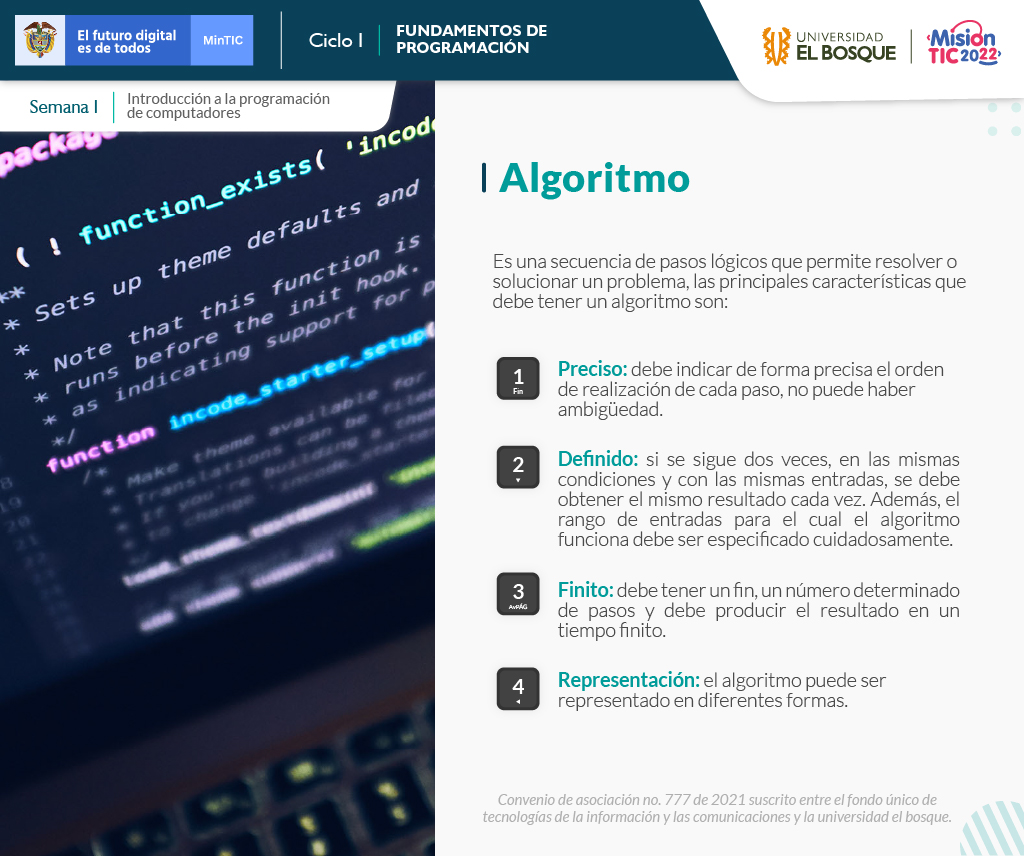 El futuro digital
es de todos
MinTIC
Ciclo I
FUNDAMENTOS DE
PROGRAMACIÓN
UNIVERSIDAD
EL BOSQUE
Misión
TIC 2022
Semana I
Introducción a la programación
de computadores
package
( ! function_exists( 'incode
**
* Sets up theme defaults and
*
* Note that this function is
* runs before the init hook.
* as indicating support for p
*/
function incode_starter_setup(
/*
* Make theme available for
* Translations can be filed
* If you're building a theme
* to change 'incode_starter
*/
load_theme_textdomain(
Algoritmo
Es una secuencia de pasos lógicos que permite resolver o
solucionar un problema, las principales características que
debe tener un algoritmo son:
1
Fin
Preciso: debe indicar de forma precisa el orden
de realización de cada paso, no puede haber
ambigüedad.
2
Definido: si se sigue dos veces, en las mismas
condiciones y con las mismas entradas, se debe
obtener el mismo resultado cada vez. Además, el
rango de entradas para el cual el algoritmo
funciona debe ser especificado cuidadosamente.
3
AvPÁG
Finito: debe tener un fin, un número determinado
de pasos y debe producir el resultado en un
tiempo finito.
4
Representación: el algoritmo puede ser
representado en diferentes formas.
Convenio de asociación no. 777 de 2021 suscrito entre el fondo único de
tecnologías de la información y las comunicaciones y la universidad el bosque.